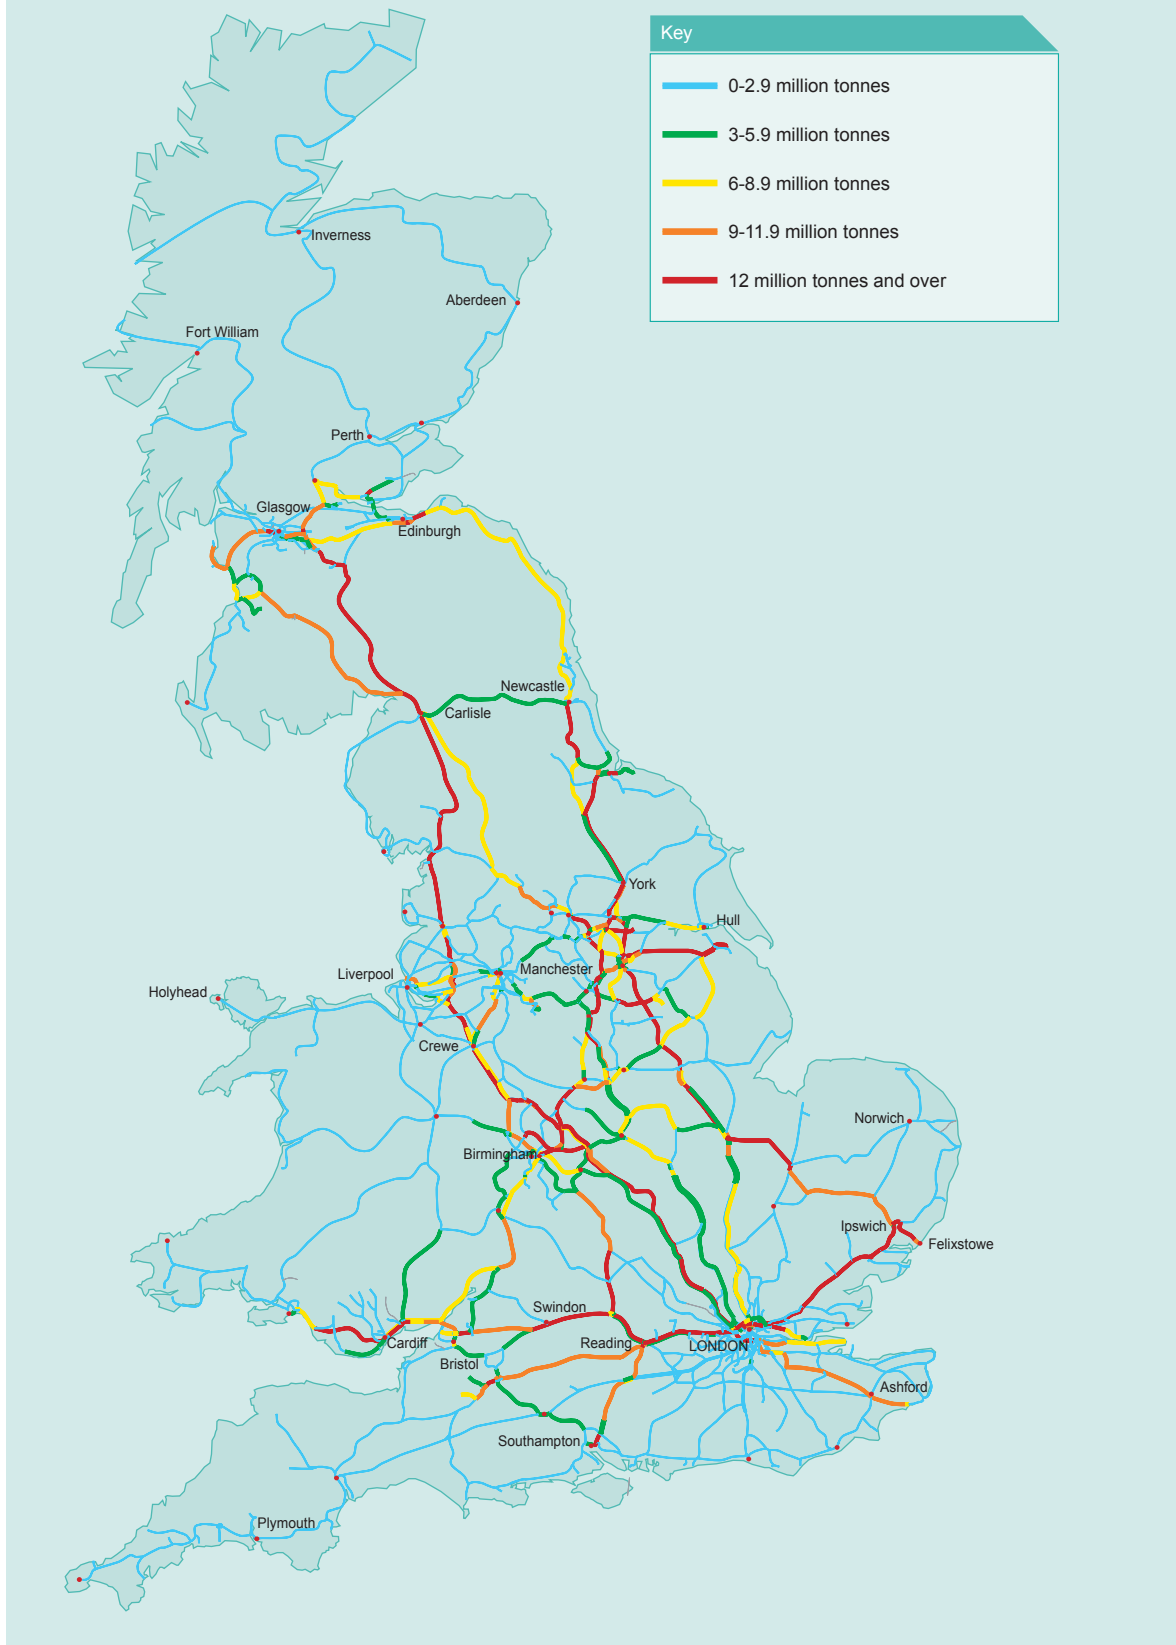 Key
0-2.9 million tonnes
3-5.9 million tonnes
6-8.9 million tonnes
9-11.9 million tonnes
12 million tonnes and over
Inverness
Aberdeen
Fort William
Perth
Glasgow
Edinburgh
Newcastle
Carlisle
York
Hull
Manchester
Liverpool
Holyhead
Crewe
Norwich
Birmingham
Ipswich
Felixstowe
Swindon
Cardiff
Reading
LONDON
Bristol
Ashford
Southampton
Plymouth